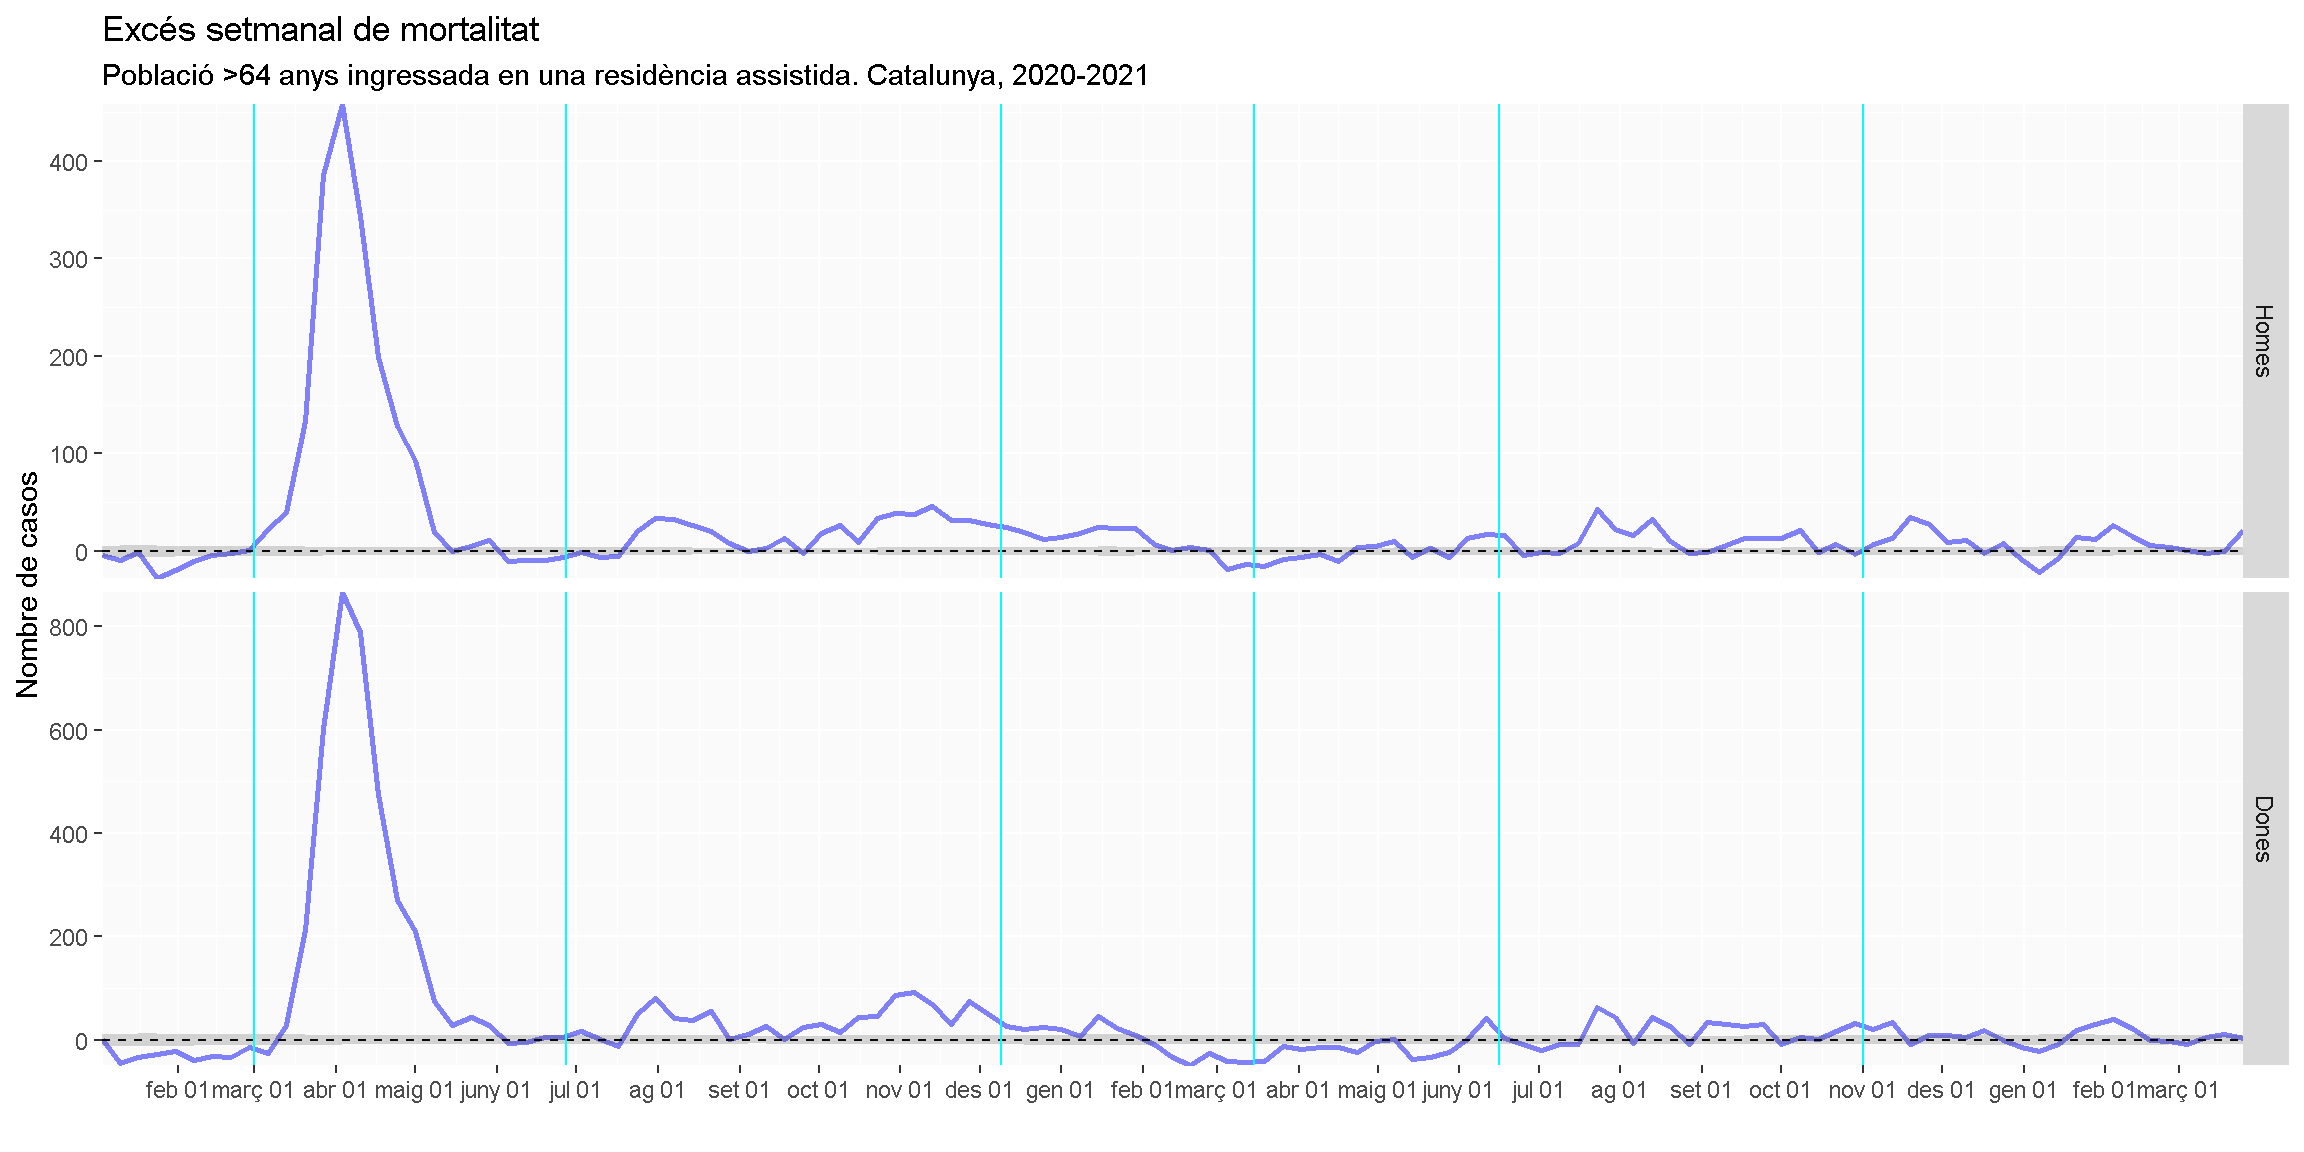 Excés setmanal de mortalitat
Població >64 anys ingressada en una residència assistida. Catalunya, 2020-2021
Nombre de casos
400
300
200
100
0
Homes
800
600
400
200
0
Dones
feb 01 març 01 abr 01 maig 01 juny 01 jul 01 ag 01 set 01 oct 01 nov 01 des 01 gen 01 feb 01 març 01 abr 01 maig 01 juny 01 jul 01 ag 01 set 01 oct 01 nov 01 des 01 gen 01 feb 01 març 01